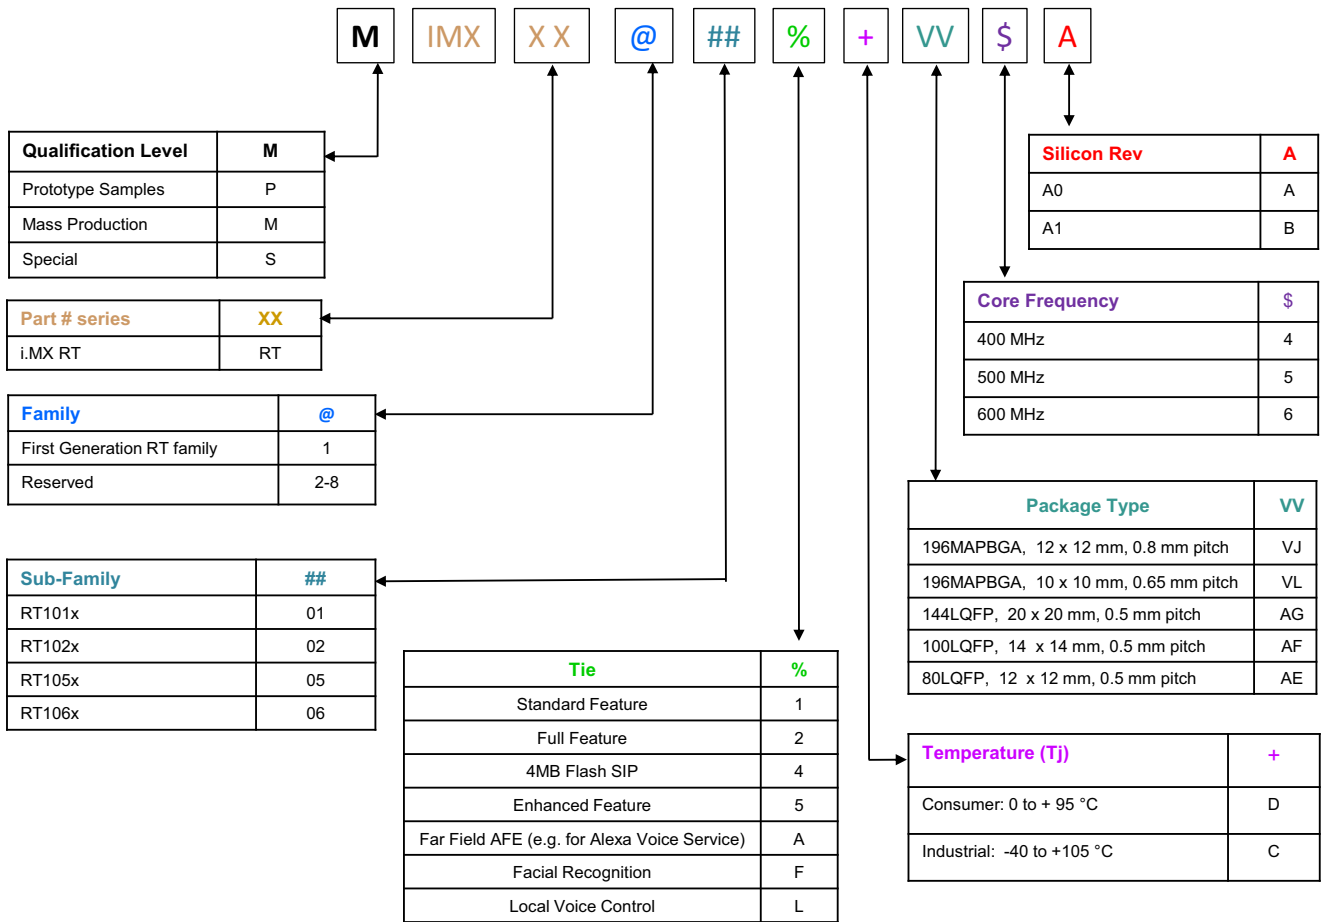 M IMX X X @ ## % + VV $ A
Qualification Level M
Prototype Samples P
Mass Production M
Special S
Part # series XX
i.MX RT RT
Family @
First Generation RT family 1
Reserved 2-8
Sub-Family ##
RT101x 01
RT102x 02
RT105x 05
RT106x 06
Tie %
Standard Feature 1
Full Feature 2
4MB Flash SIP 4
Enhanced Feature 5
Far Field AFE (e.g. for Alexa Voice Service) A
Facial Recognition F
Local Voice Control L
Silicon Rev A
A0 A
A1 B
Core Frequency $
400 MHz 4
500 MHz 5
600 MHz 6
Package Type VV
196MAPBGA, 12 x 12 mm, 0.8 mm pitch VJ
196MAPBGA, 10 x 10 mm, 0.65 mm pitch VL
144LQFP, 20 x 20 mm, 0.5 mm pitch AG
100LQFP, 14 x 14 mm, 0.5 mm pitch AF
80LQFP, 12 x 12 mm, 0.5 mm pitch AE
Temperature (Tj) +
Consumer: 0 to + 95 °C D
Industrial: -40 to +105 °C C